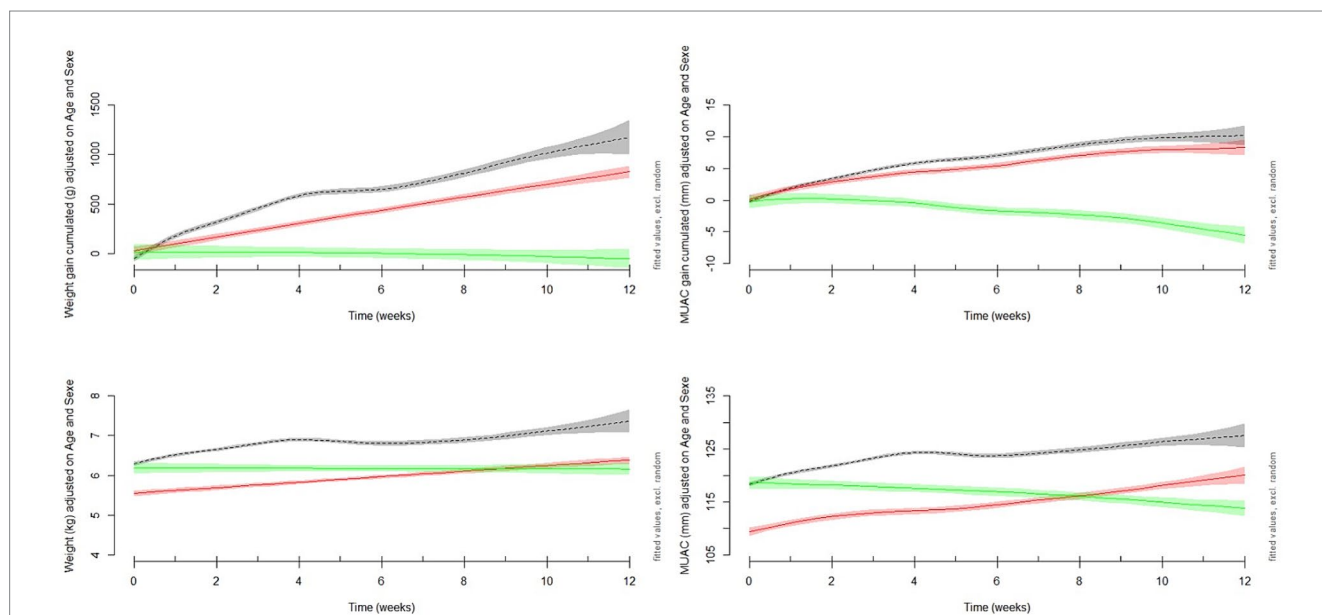 Weight gain cumulated (g) adjusted on Age and Sexe
1500
1000
500
0
0 2 4 6 8 10 12
Time (weeks)
fitted values, excl. random
MUAC gain cumulated (mm) adjusted on Age and Sexe
15
10
5
0
-5
-10
0 2 4 6 8 10 12
Time (weeks)
fitted values, excl. random
Weight (kg) adjusted on Age and Sexe
8
7
6
5
4
0 2 4 6 8 10 12
Time (weeks)
fitted values, excl. random
MUAC (mm) adjusted on Age and Sexe
135
125
115
105
0 2 4 6 8 10 12
Time (weeks)
fitted values, excl. random